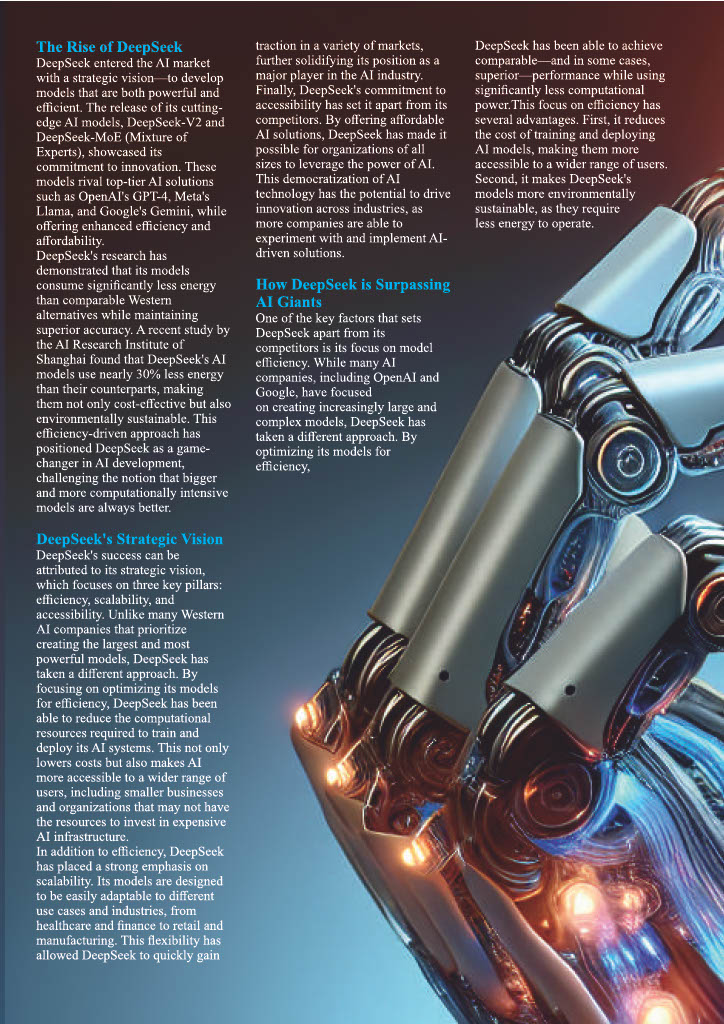 The Rise of DeepSeek
DeepSeek entered the AI market
with a strategic vision—to develop
models that are both powerful and
efficient. The release of its cutting-
edge AI models, DeepSeek-V2 and
DeepSeek-MoE (Mixture of
Experts), showcased its
commitment to innovation. These
models rival top-tier AI solutions
such as OpenAI's GPT-4, Meta's
Llama, and Google's Gemini, while
offering enhanced efficiency and
affordability.
DeepSeek's research has
demonstrated that its models
consume significantly less energy
than comparable Western
alternatives while maintaining
superior accuracy. A recent study by
the AI Research Institute of
Shanghai found that DeepSeek's AI
models use nearly 30% less energy
than their counterparts, making
them not only cost-effective but also
environmentally sustainable. This
efficiency-driven approach has
positioned DeepSeek as a game-
changer in AI development,
challenging the notion that bigger
and more computationally intensive
models are always better.
DeepSeek's Strategic Vision
DeepSeek's success can be
attributed to its strategic vision,
which focuses on three key pillars:
efficiency, scalability, and
accessibility. Unlike many Western
AI companies that prioritize
creating the largest and most
powerful models, DeepSeek has
taken a different approach. By
focusing on optimizing its models
for efficiency, DeepSeek has been
able to reduce the computational
resources required to train and
deploy its AI systems. This not only
lowers costs but also makes AI
more accessible to a wider range of
users, including smaller businesses
and organizations that may not have
the resources to invest in expensive
AI infrastructure.
In addition to efficiency, DeepSeek
has placed a strong emphasis on
scalability. Its models are designed
to be easily adaptable to different
use cases and industries, from
healthcare and finance to retail and
manufacturing. This flexibility has
allowed DeepSeek to quickly gain
traction in a variety of markets,
further solidifying its position as a
major player in the AI industry.
Finally, DeepSeek's commitment to
accessibility has set it apart from its
competitors. By offering affordable
AI solutions, DeepSeek has made it
possible for organizations of all
sizes to leverage the power of AI.
This democratization of AI
technology has the potential to drive
innovation across industries, as
more companies are able to
experiment with and implement AI-
driven solutions.
How DeepSeek is Surpassing
AI Giants
One of the key factors that sets
DeepSeek apart from its
competitors is its focus on model
efficiency. While many AI
companies, including OpenAI and
Google, have focused
on creating increasingly large and
complex models, DeepSeek has
taken a different approach. By
optimizing its models for
efficiency,
DeepSeek has been able to achieve
comparable—and in some cases,
superior—performance while using
significantly less computational
power.This focus on efficiency has
several advantages. First, it reduces
the cost of training and deploying
AI models, making them more
accessible to a wider range of users.
Second, it makes DeepSeek's
models more environmentally
sustainable, as they require
less energy to operate.